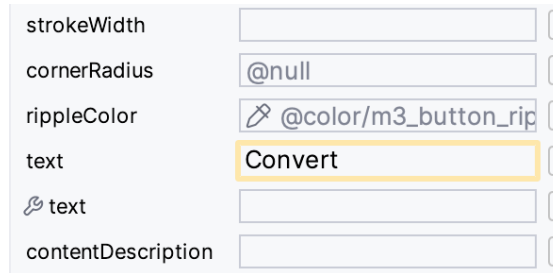 strokeWidth
cornerRadius @null
rippleColor @color/m3_button_rip
text Convert
text
contentDescription